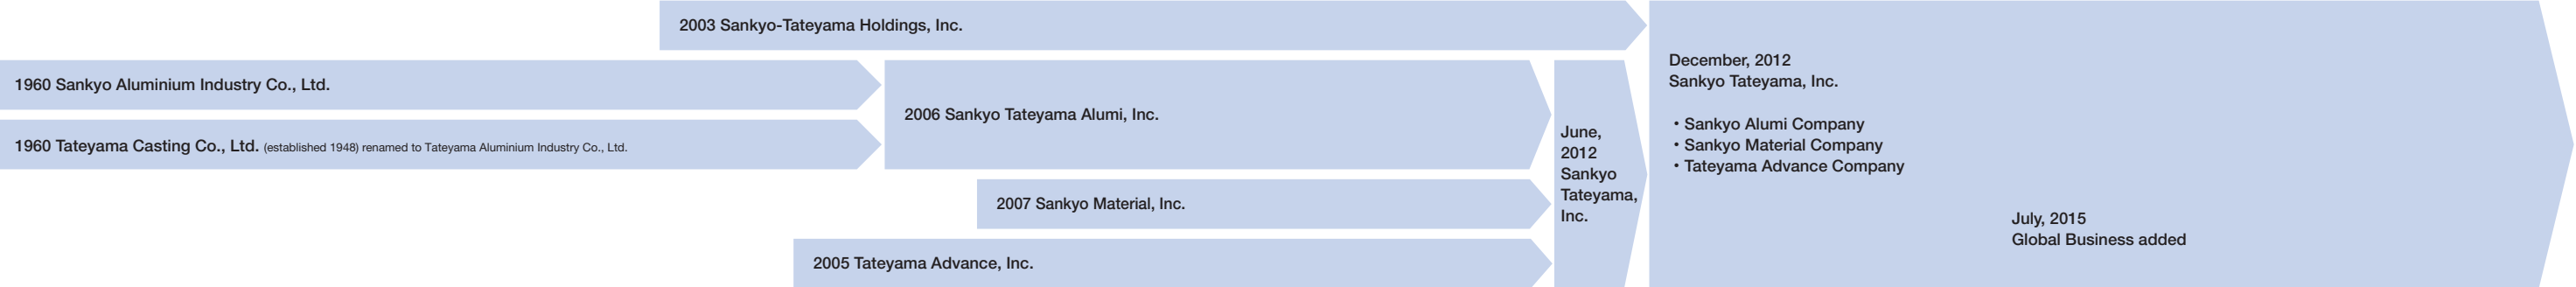 2003 Sankyo-Tateyama Holdings, Inc.
1960 Sankyo Aluminium Industry Co., Ltd.
1960 Tateyama Casting Co., Ltd. (established 1948) renamed to Tateyama Aluminium Industry Co., Ltd.
2006 Sankyo Tateyama Alumi, Inc.
2007 Sankyo Material, Inc.
2005 Tateyama Advance, Inc.
June,
2012
Sankyo
Tateyama,
Inc.
December, 2012
Sankyo Tateyama, Inc.
・Sankyo Alumi Company
・Sankyo Material Company
・Tateyama Advance Company
July, 2015
Global Business added